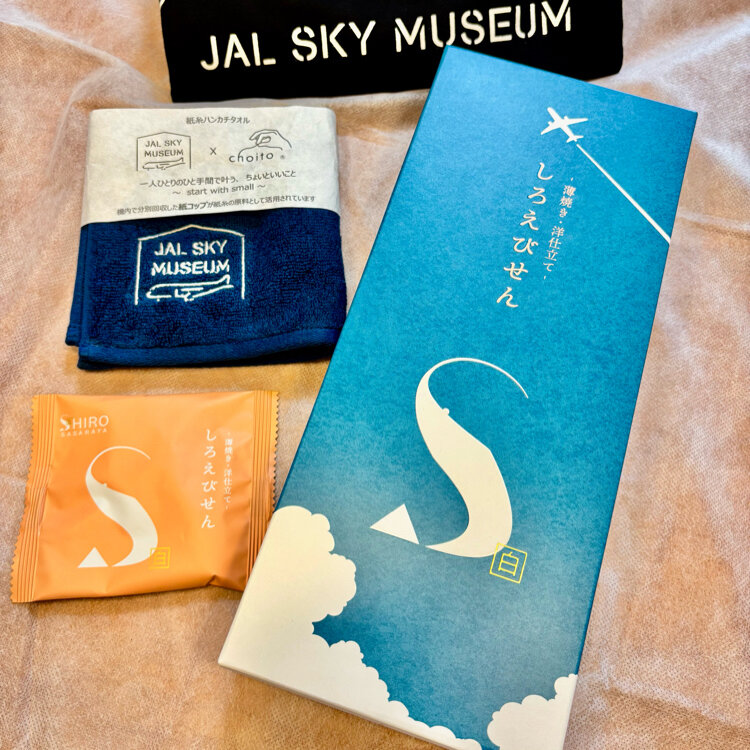 JAL SKY MUSEUM
紙糸ハンカチタオル
JAL SKY
MUSEUM
x
choito ®
一人ひとりのひと手間で叶う、ちょいといいこと
～ start with small ～
機内で分別回収した紙コップが紙糸の原料として活用されています
JAL SKY
MUSEUM
- 薄焼き・洋仕立て -
しろえびせん
S
白
SHIRO
SASARAYA
- 薄焼き・洋仕立て -
しろえびせん
S
白